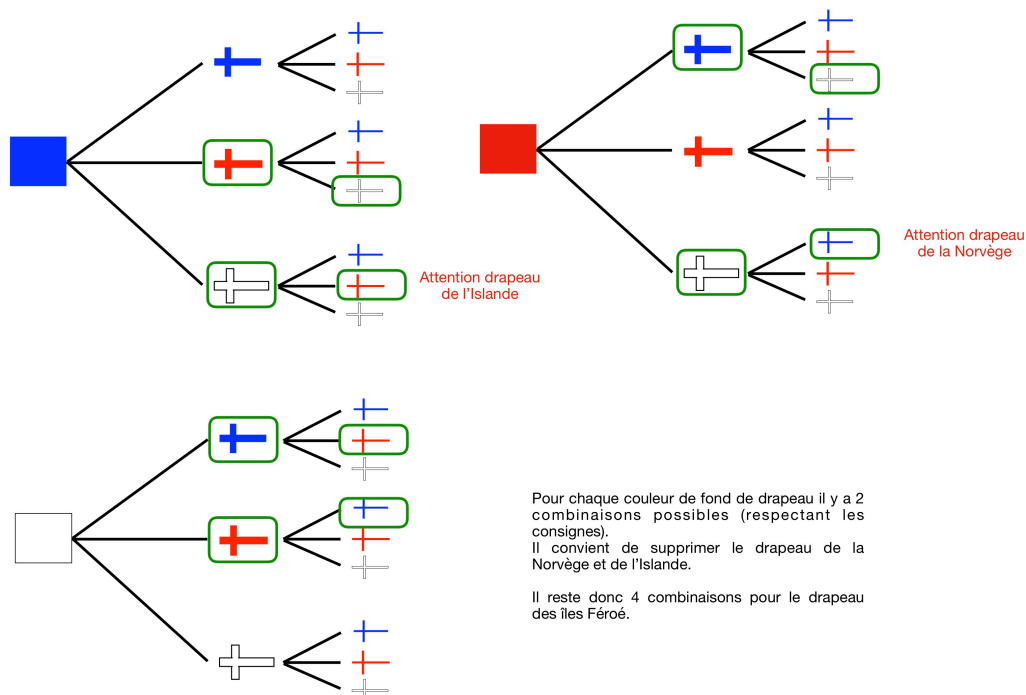 Attention drapeau
de l'Islande
Attention drapeau
de la Norvège
Pour chaque couleur de fond de drapeau il y a 2
combinaisons possibles (respectant les
consignes).
Il convient de supprimer le drapeau de la
Norvège et de l'Islande.
Il reste donc 4 combinaisons pour le drapeau
des îles Féroé.